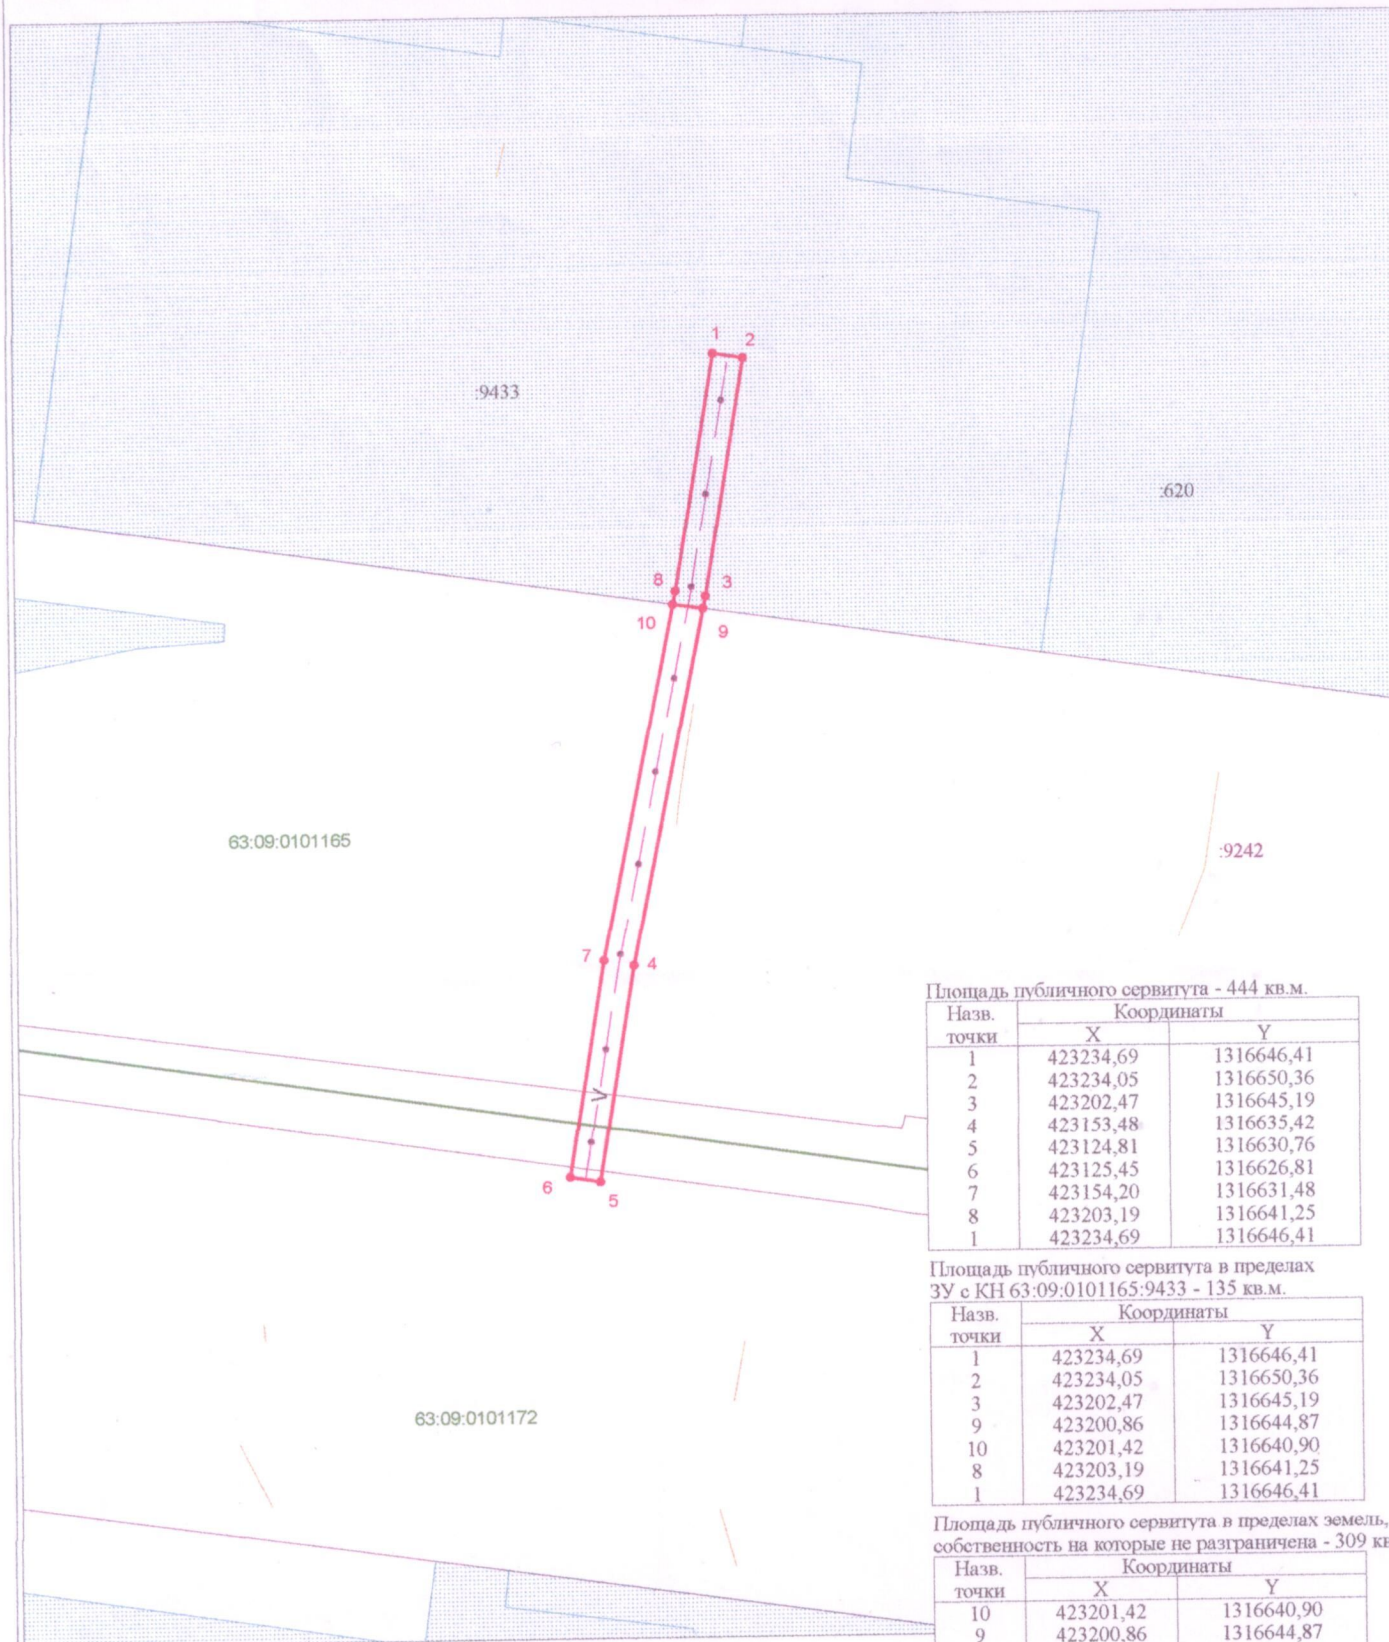 1
2
:9433
:620
8
3
10
9
63:09:0101165
:9242
7
4
V
6
5
63:09:0101172
Площадь публичного сервитута - 444 кв.м.
Назв. точки Координаты
X Y
1 423234,69 1316646,41
2 423234,05 1316650,36
3 423202,47 1316645,19
4 423153,48 1316635,42
5 423124,81 1316630,76
6 423125,45 1316626,81
7 423154,20 1316631,48
8 423203,19 1316641,25
1 423234,69 1316646,41
Площадь публичного сервитута в пределах
ЗУ с КН 63:09:0101165:9433 - 135 кв.м.
Назв. точки Координаты
X Y
1 423234,69 1316646,41
2 423234,05 1316650,36
3 423202,47 1316645,19
9 423200,86 1316644,87
10 423201,42 1316640,90
8 423203,19 1316641,25
1 423234,69 1316646,41
Площадь публичного сервитута в пределах земель,
собственность на которые не разграничена - 309 кв
Назв. точки Координаты
X Y
10 423201,42 1316640,90
9 423200,86 1316644,87